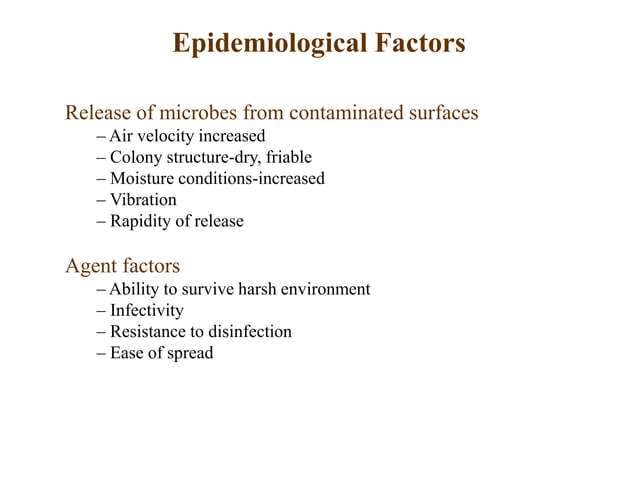 Epidemiological Factors
Release of microbes from contaminated surfaces
– Air velocity increased
– Colony structure-dry, friable
– Moisture conditions-increased
– Vibration
– Rapidity of release
Agent factors
– Ability to survive harsh environment
– Infectivity
– Resistance to disinfection
– Ease of spread